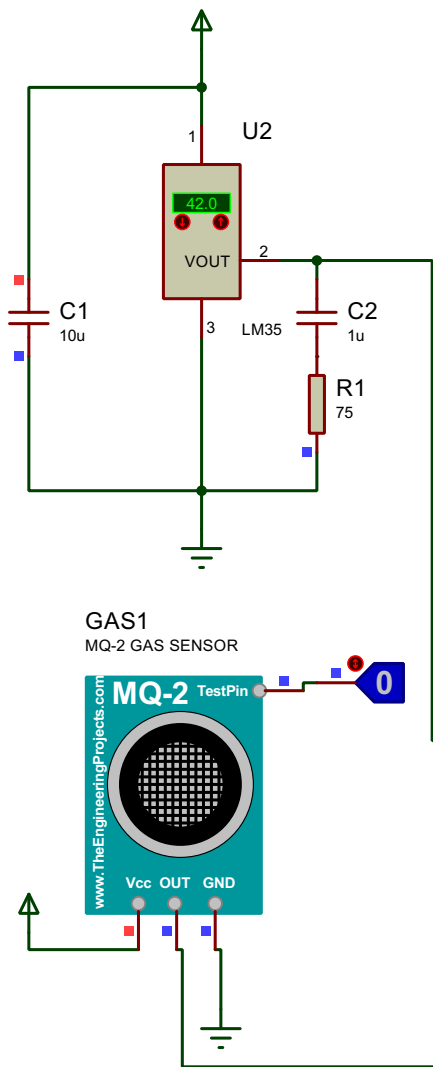 U2
1
42.0
VOUT
2
3
LM35
C1
10u
C2
1u
R1
75
GAS1
MQ-2 GAS SENSOR
MQ-2
TestPin
0
www.TheEngineeringProjects.com
Vcc OUT GND